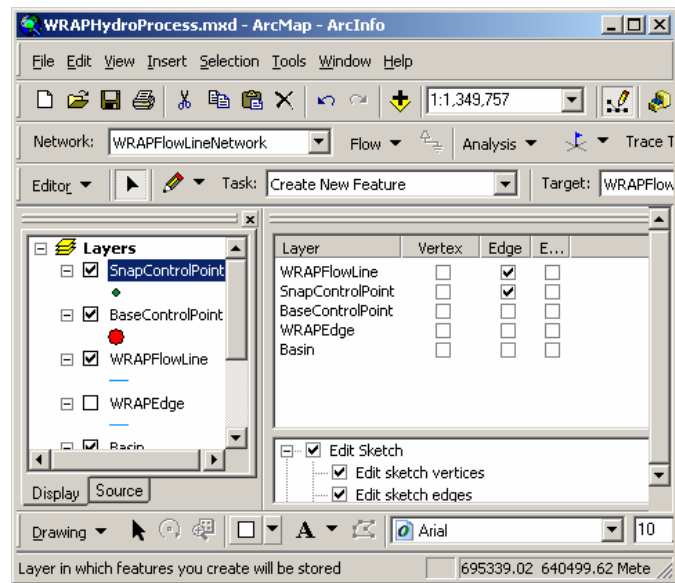 WRAPHydroProcess.mxd - ArcMap - ArcInfo
File Edit View Insert Selection Tools Window Help
1:1,349,757
Network: WRAPFlowLineNetwork Flow Analysis Trace T
Editor Task: Create New Feature Target: WRAPFlow
Layers
SnapControlPoint
BaseControlPoint
WRAPFlowLine
WRAPEdge
Basin
Display Source
Layer Vertex Edge E...
WRAPFlowLine
SnapControlPoint
BaseControlPoint
WRAPEdge
Basin
Edit Sketch
Edit sketch vertices
Edit sketch edges
Drawing A Arial 10
Layer in which features you create will be stored 695339.02 640499.62 Mete